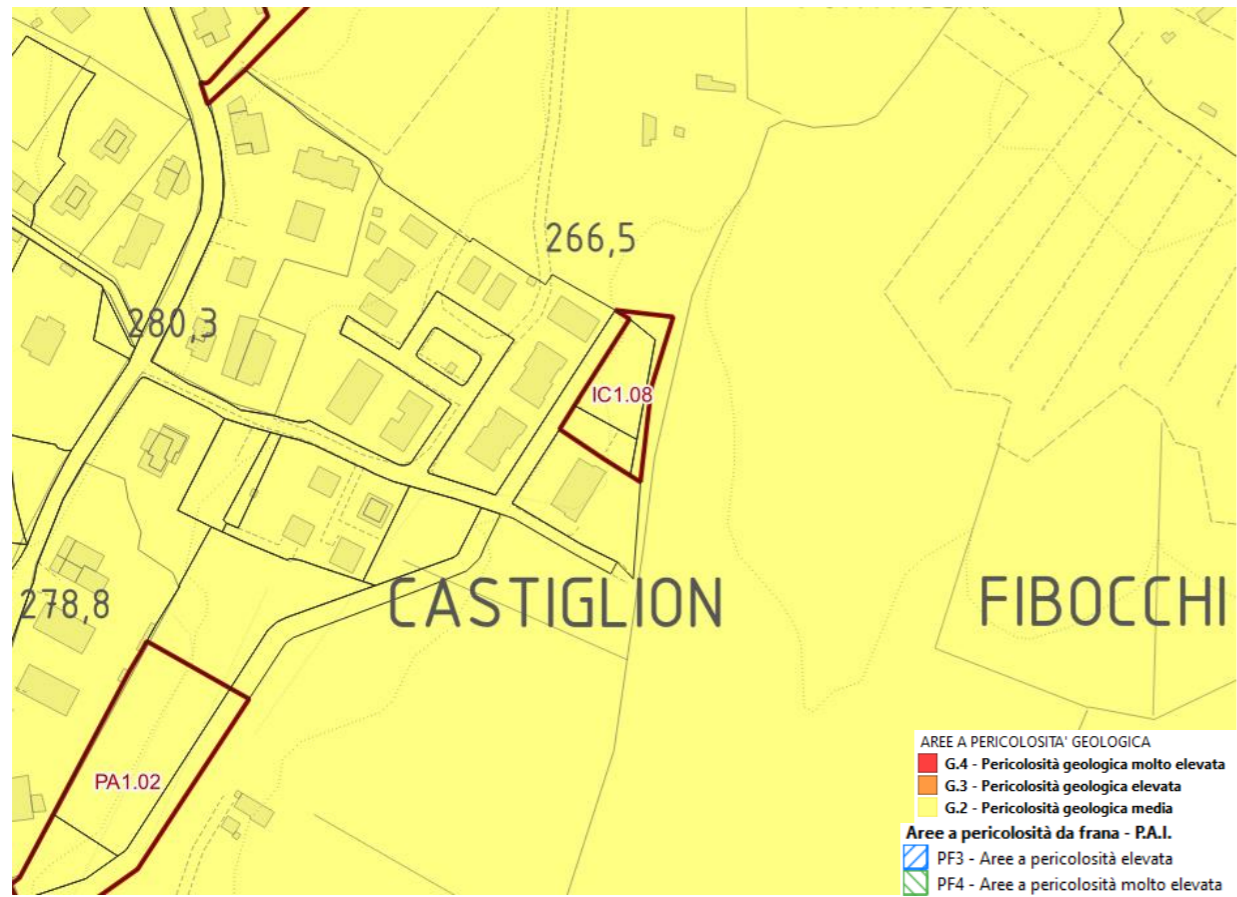 266,5
280,3
IC1.08
CASTIGLION
FIBOCCHI
278,8
PA1.02
AREE A PERICOLOSITA' GEOLOGICA
G.4 - Pericolosità geologica molto elevata
G.3 - Pericolosità geologica elevata
G.2 - Pericolosità geologica media
Aree a pericolosità da frana - P.A.I.
PF3 - Aree a pericolosità elevata
PF4 - Aree a pericolosità molto elevata